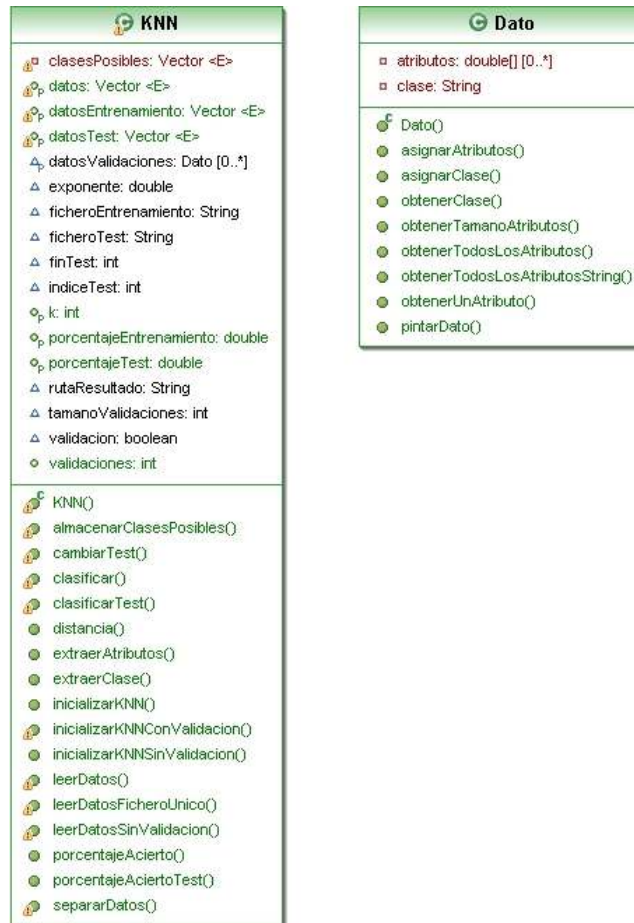 KNN
clasesPosibles: Vector <E>
datos: Vector <E>
datosEntrenamiento: Vector <E>
datosTest: Vector <E>
datosValidaciones: Dato [0..*]
exponente: double
ficheroEntrenamiento: String
ficheroTest: String
finTest: int
indiceTest: int
k: int
porcentajeEntrenamiento: double
porcentajeTest: double
rutaResultado: String
tamanoValidaciones: int
validacion: boolean
validaciones: int
KNN()
almacenarClasesPosibles()
cambiarTest()
clasificar()
clasificarTest()
distancia()
extraerAtributos()
extraerClase()
inicializarKNN()
inicializarKNNConValidacion()
inicializarKNNSinValidacion()
leerDatos()
leerDatosFicheroUnico()
leerDatosSinValidacion()
porcentajeAcierto()
porcentajeAciertoTest()
separarDatos()
Dato
atributos: double[] [0..*]
clase: String
Dato()
asignarAtributos()
asignarClase()
obtenerClase()
obtenerTamanoAtributos()
obtenerTodosLosAtributos()
obtenerTodosLosAtributosString()
obtenerUnAtributo()
pintarDato()